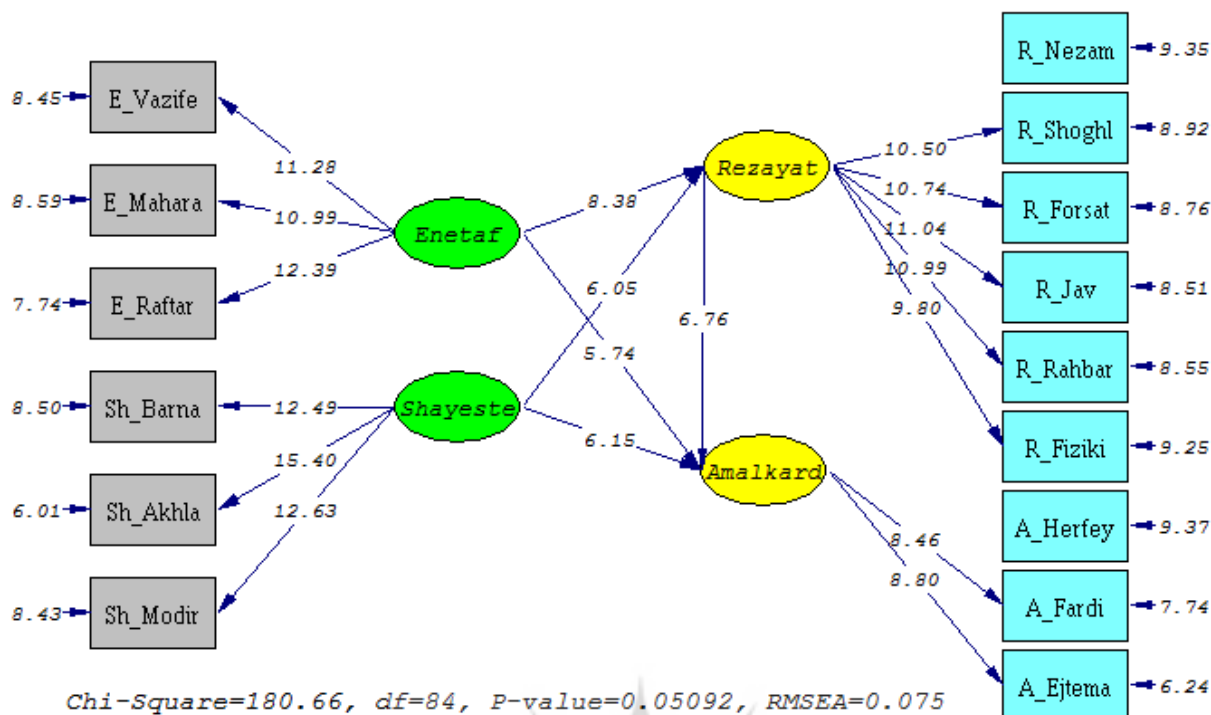 8.45 E_Vazife
8.59 E_Mahara
7.74 E_Raftar
8.50 Sh_Barna
6.01 Sh_Akhla
8.43 Sh_Modir
11.28
10.99
12.39
12.49
15.40
12.63
Enetaf
Shayeste
8.38
6.05
5.74
6.15
6.76
Rezayat
Amalkard
10.50
10.74
11.04
10.99
9.80
8.46
8.80
R_Nezam 9.35
R_Shoghl 8.92
R_Forsat 8.76
R_Jav 8.51
R_Rahbar 8.55
R_Fiziki 9.25
A_Herfey 9.37
A_Fardi 7.74
A_Ejtema 6.24
Chi-Square=180.66, df=84, P-value=0.05092, RMSEA=0.075